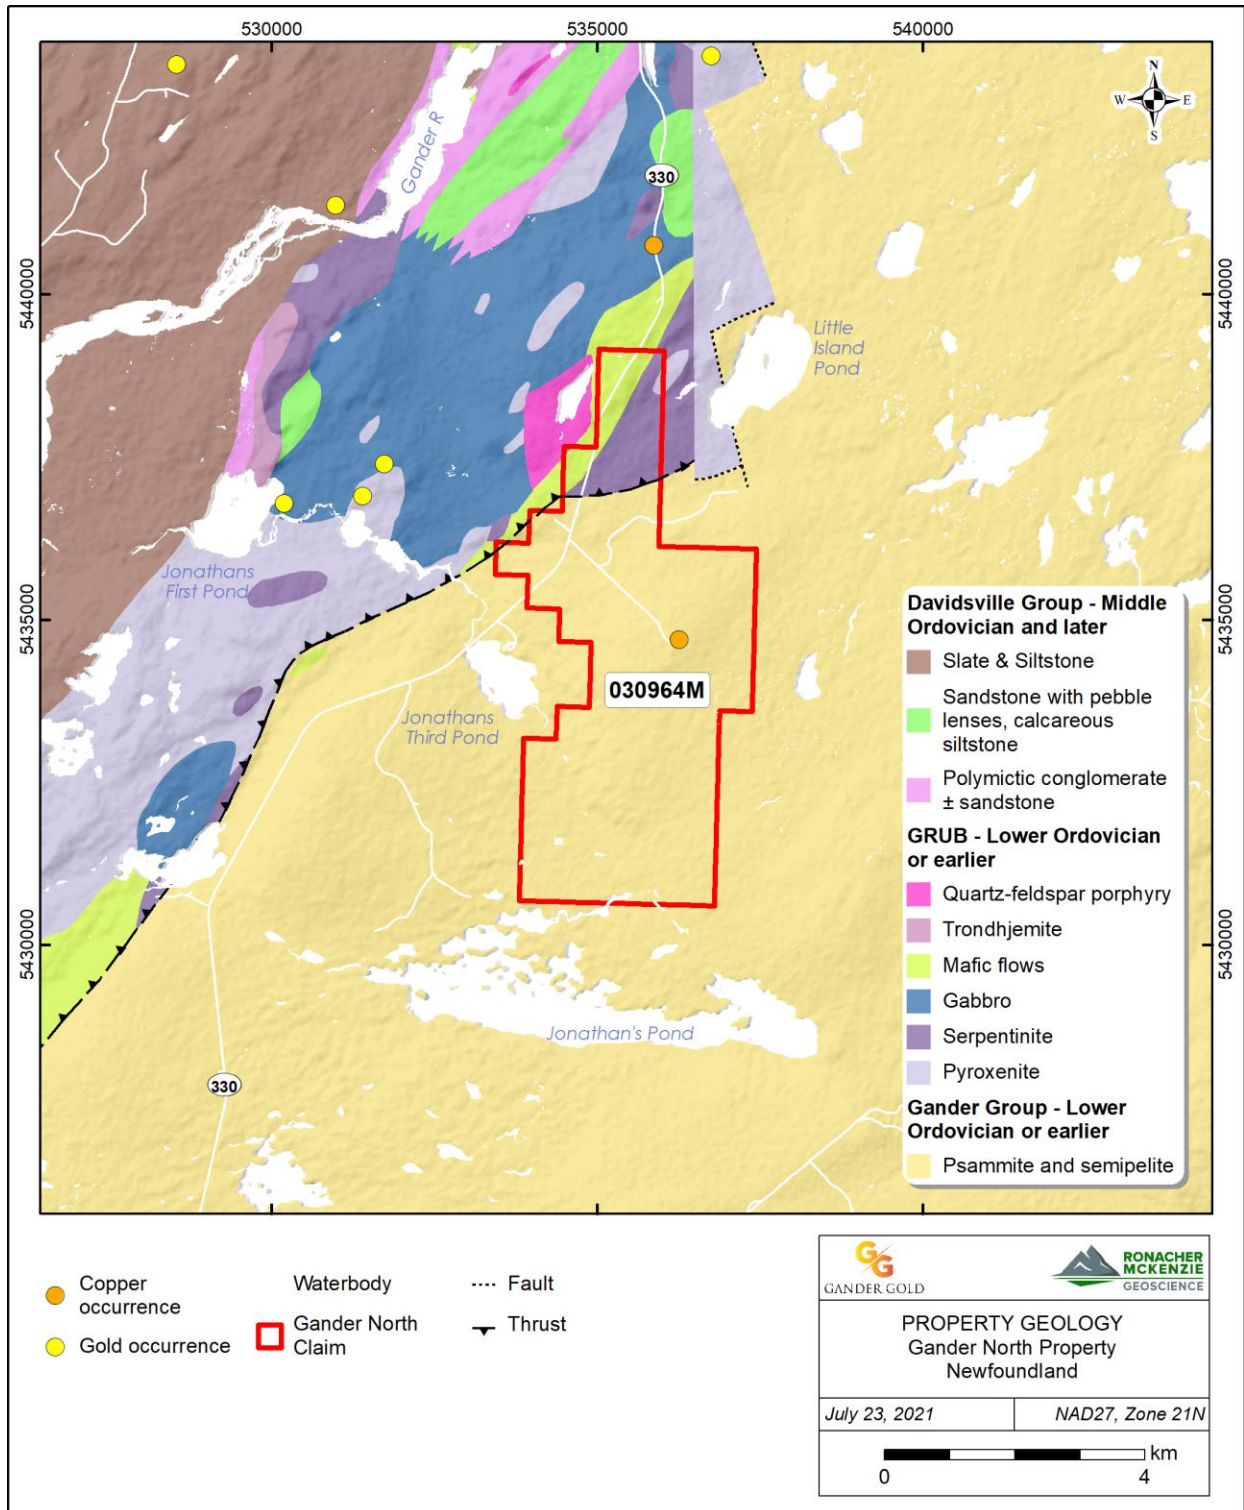 530000
535000
540000
N
W
E
S
Gander R
330
5440000
5440000
Little
Island
Pond
Jonathans
First Pond
5435000
5435000
030964M
Jonathans
Third Pond
5430000
5430000
Jonathan's Pond
330
Davidsville Group - Middle
Ordovician and later
Slate & Siltstone
Sandstone with pebble
lenses, calcareous
siltstone
Polymictic conglomerate
± sandstone
GRUB - Lower Ordovician
or earlier
Quartz-feldspar porphyry
Trondhjemite
Mafic flows
Gabbro
Serpentinite
Pyroxenite
Gander Group - Lower
Ordovician or earlier
Psammite and semipelite
Copper
occurrence
Gold occurrence
Waterbody
Gander North
Claim
Fault
Thrust
GG
GANDER GOLD
RONACHER
MCKENZIE
GEOSCIENCE
PROPERTY GEOLOGY
Gander North Property
Newfoundland
July 23, 2021
NAD27, Zone 21N
km
0
4